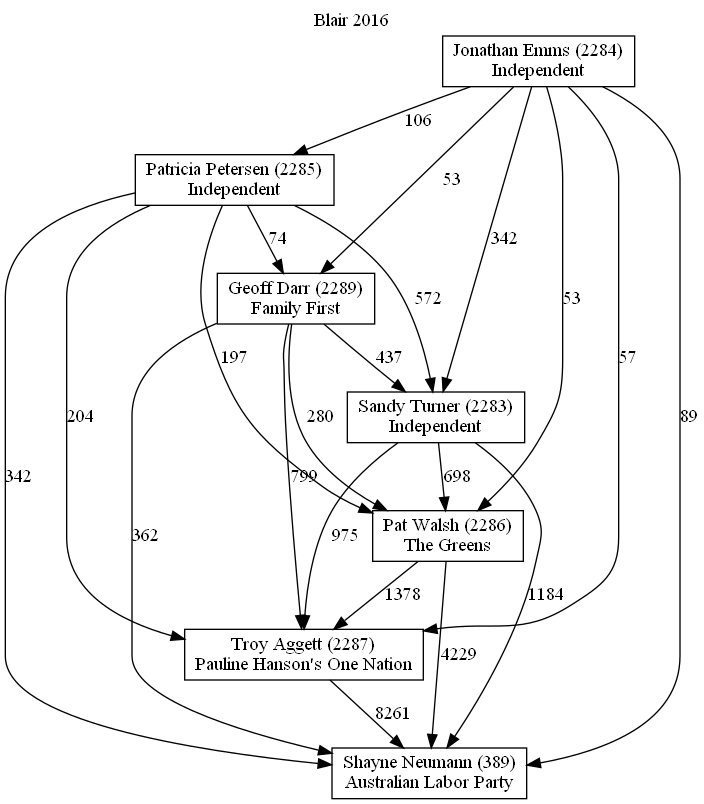 Blair 2016
Jonathan Emms (2284)
Independent
106
Patricia Petersen (2285)
Independent
53
74
342
Geoff Darr (2289)
Family First
572
53
197
437
280
57
Sandy Turner (2283)
Independent
204
89
342
799
698
Pat Walsh (2286)
The Greens
362
975
1378
1184
Troy Aggett (2287)
Pauline Hanson's One Nation
4229
8261
Shayne Neumann (389)
Australian Labor Party